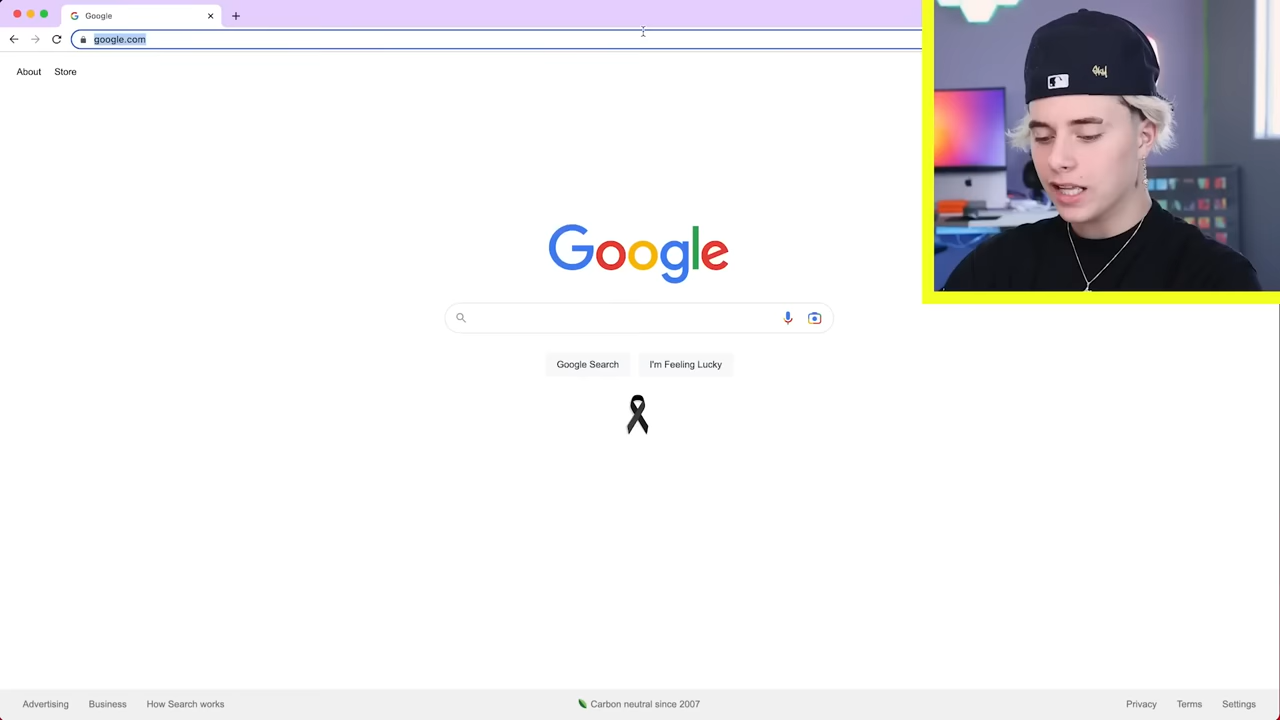 Google
google.com
About Store
Google
Google Search I'm Feeling Lucky
Advertising Business How Search works Carbon neutral since 2007 Privacy Terms Settings